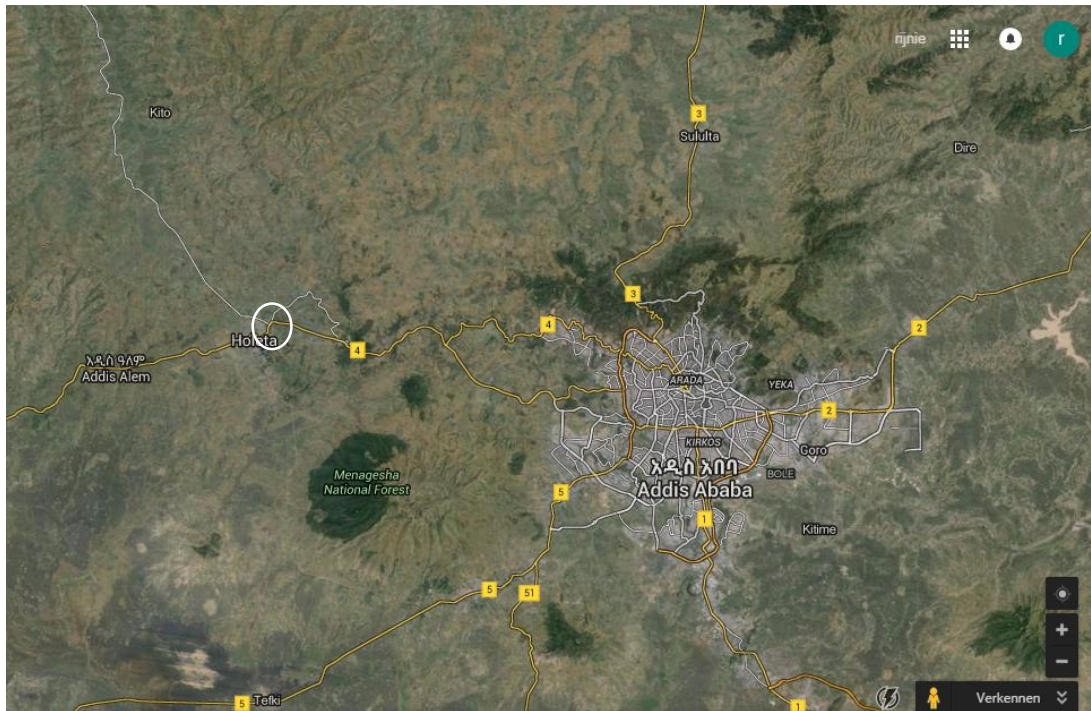 rijnie
r
Kito
3
Sululta
Dire
3
4
2
Holeta
4
አዲስ ዓለም
Addis Alem
ARADA
YEKA
2
KIRKOS
Goro
አዲስ አበባ
Addis Ababa
BOLE
Menagesha
National Forest
5
1
Kitime
5
51
5
Tefki
1
Verkennen